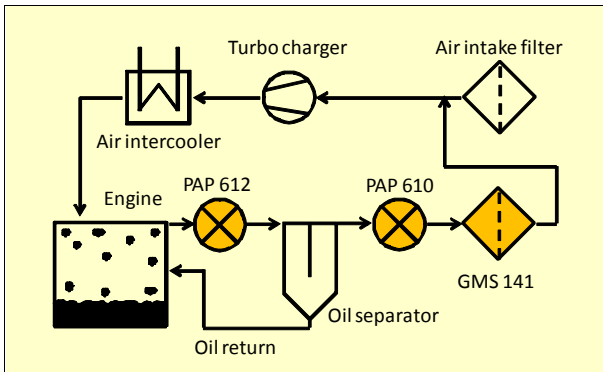 Turbo charger
Air intake filter
Air intercooler
Engine
PAP 612
PAP 610
GMS 141
Oil separator
Oil return